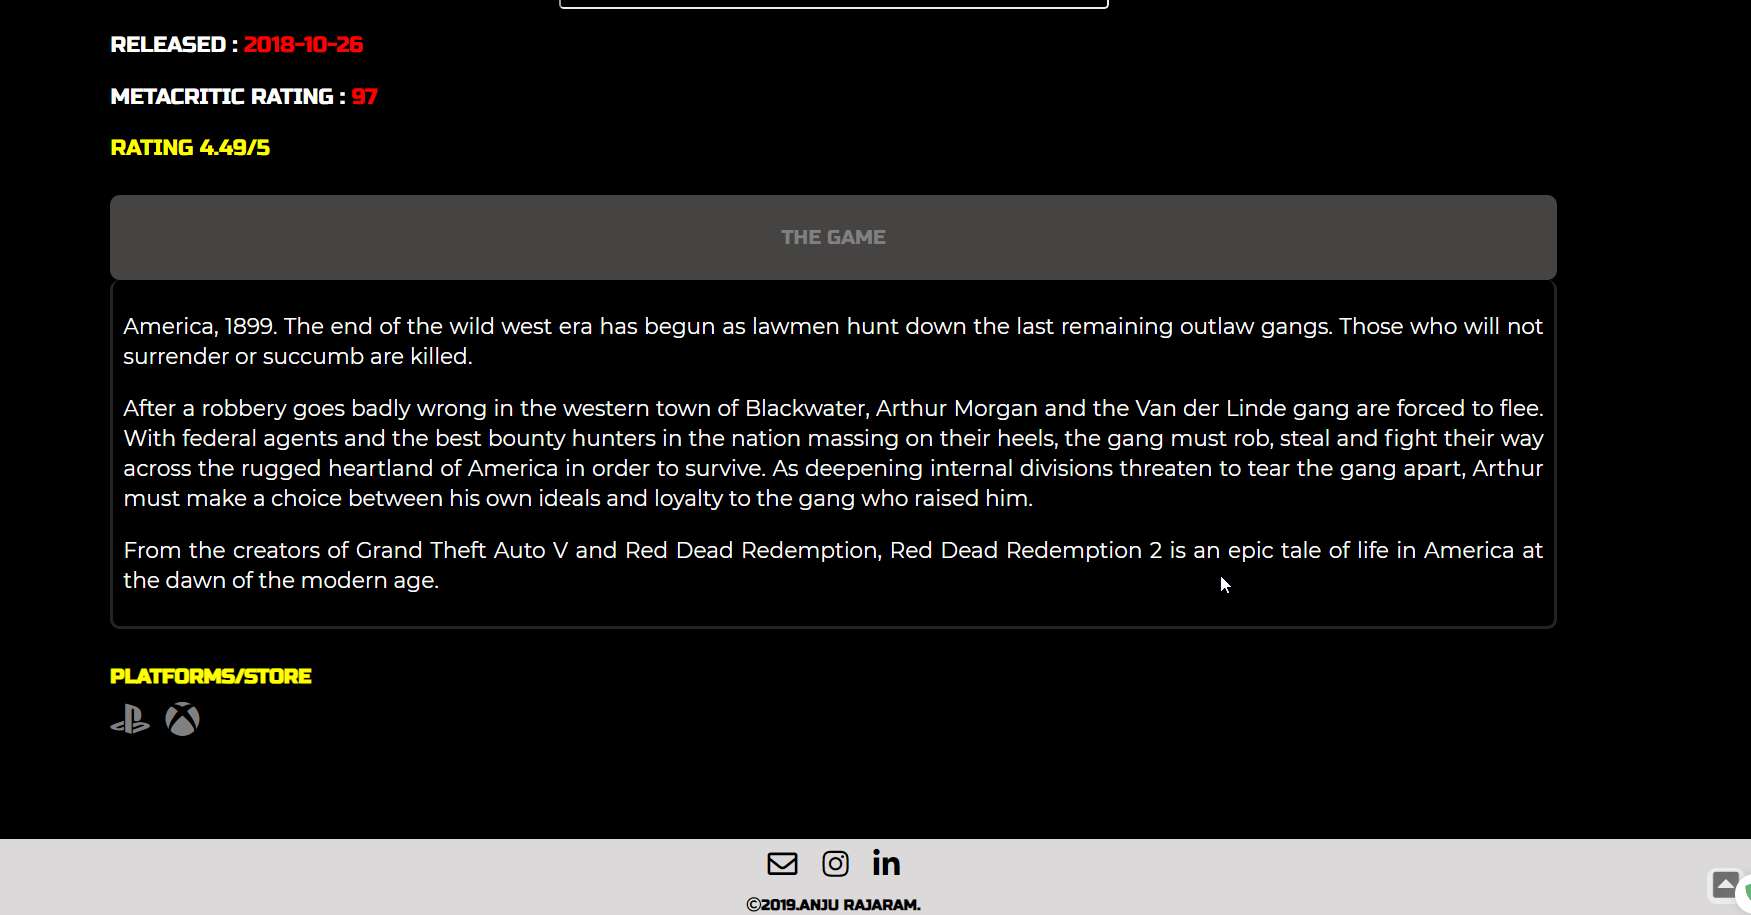 RELEASED : 2018-10-26
METACRITIC RATING : 97
RATING 4.49/5
THE GAME
America, 1899. The end of the wild west era has begun as lawmen hunt down the last remaining outlaw gangs. Those who will not
surrender or succumb are killed.
After a robbery goes badly wrong in the western town of Blackwater, Arthur Morgan and the Van der Linde gang are forced to flee.
With federal agents and the best bounty hunters in the nation massing on their heels, the gang must rob, steal and fight their way
across the rugged heartland of America in order to survive. As deepening internal divisions threaten to tear the gang apart, Arthur
must make a choice between his own ideals and loyalty to the gang who raised him.
From the creators of Grand Theft Auto V and Red Dead Redemption, Red Dead Redemption 2 is an epic tale of life in America at
the dawn of the modern age.
PLATFORMS/STORE
©2019.ANJU RAJARAM.